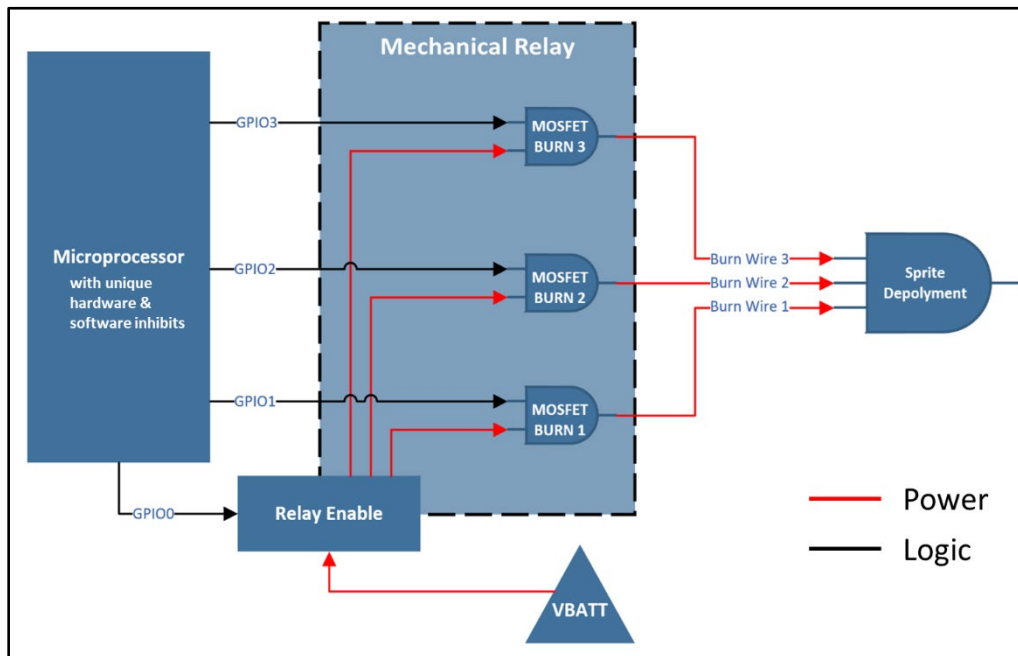 Mechanical Relay
GPIO3
MOSFET
BURN 3
Microprocessor
with unique
hardware &
software inhibits
GPIO2
MOSFET
BURN 2
Burn Wire 3
Burn Wire 2
Burn Wire 1
Sprite
Depolyment
GPIO1
MOSFET
BURN 1
GPIO0
Relay Enable
VBATT
Power
Logic